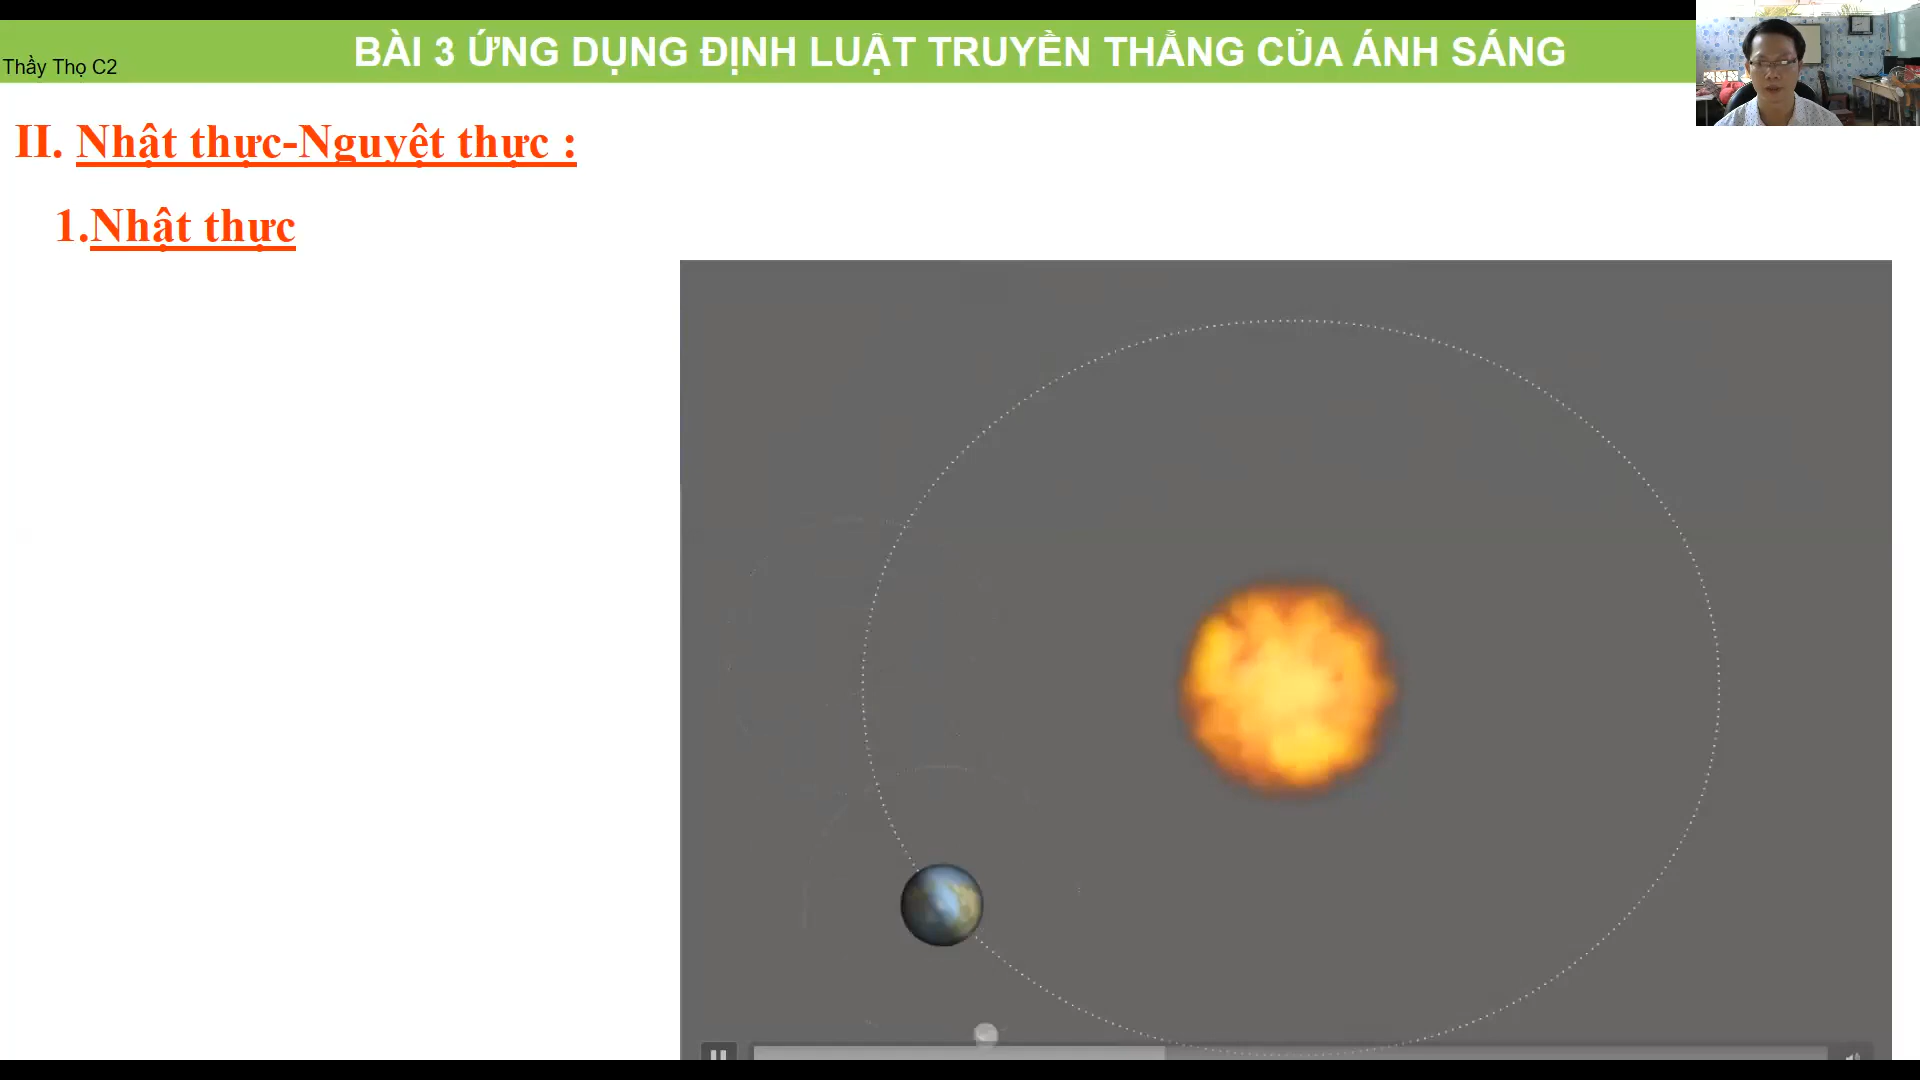 BÀI 3 ỨNG DỤNG ĐỊNH LUẬT TRUYỀN THẲNG CỦA ÁNH SÁNG
Thầy Thọ C2
II. Nhật thực-Nguyệt thực :
1.Nhật thực